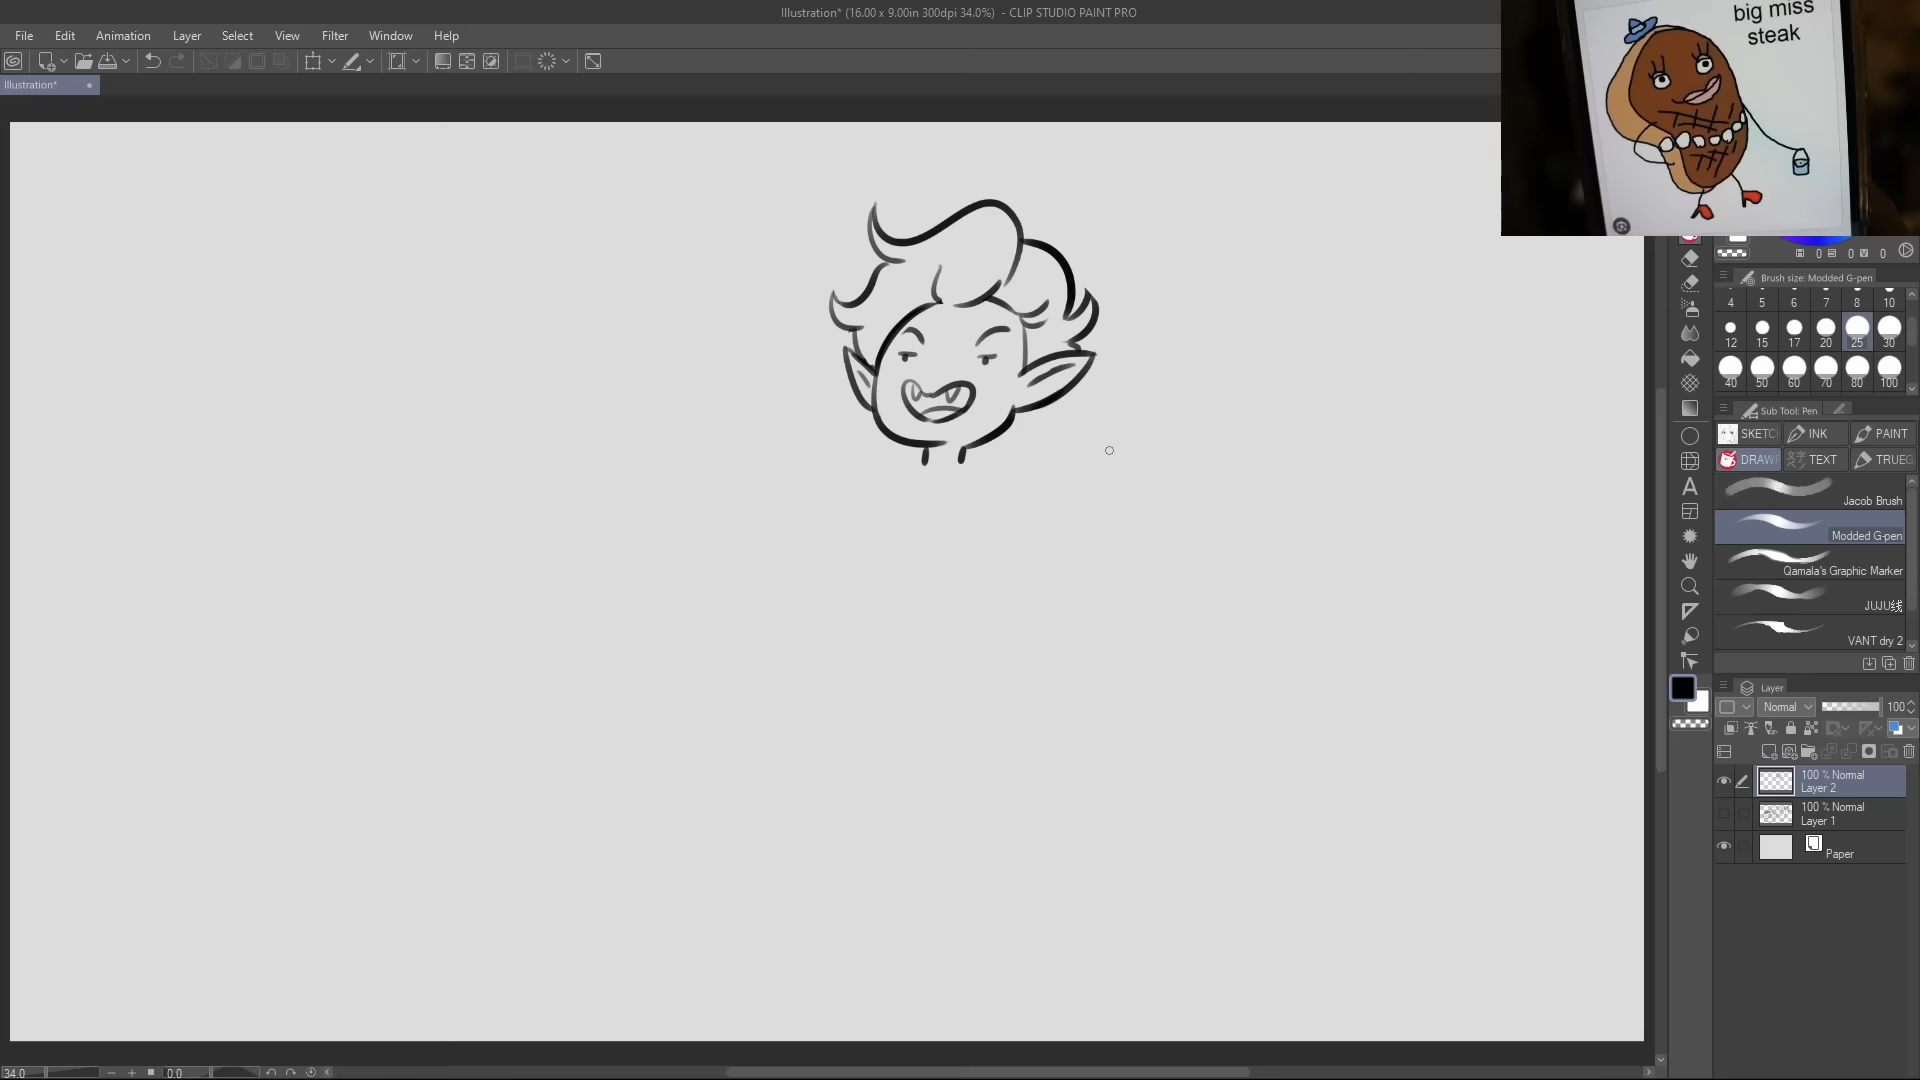 Illustration* (16.00 x 9.00in 300dpi 34.0%)  - CLIP STUDIO PAINT PRO
File Edit Animation Layer Select View Filter Window Help
Illustration*
big miss
steak
0 0 0
Brush size: Modded G-pen
4 5 6 7 8 10
12 15 17 20 25 30
40 50 60 70 80 100
Sub Tool: Pen
SKETC INK PAINT
DRAW TEXT TRUEG
Jacob Brush
Modded G-pen
Qamala's Graphic Marker
JUJU线
VANT dry 2
Layer
Normal 100
100 % Normal
Layer 2
100 % Normal
Layer 1
Paper
34.0 0.0